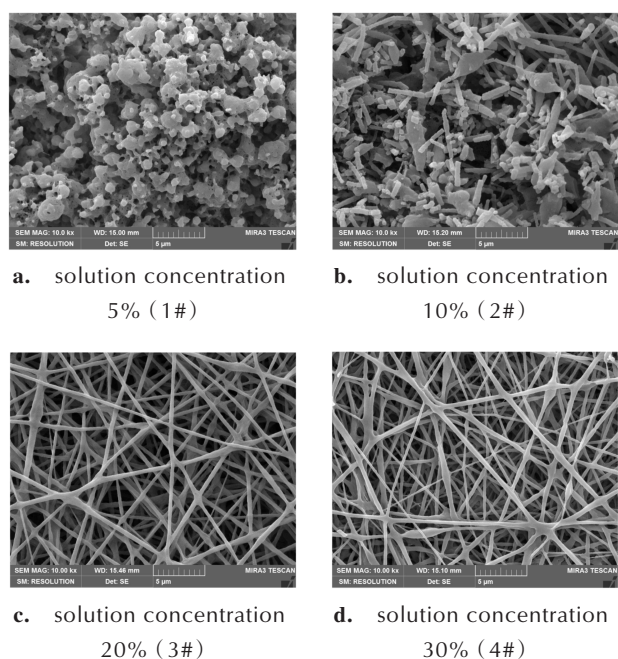 SEM MAG: 10.0 kx WD: 15.00 mm MIRA3 TESCAN
SM: RESOLUTION Det: SE 5 μm
SEM MAG: 10.0 kx WD: 15.20 mm MIRA3 TESCAN
SM: RESOLUTION Det: SE 5 μm
a. solution concentration
5% (1#)
b. solution concentration
10% (2#)
SEM MAG: 10.00 kx WD: 15.46 mm MIRA3 TESCAN
SM: RESOLUTION Det: SE 5 μm
SEM MAG: 10.00 kx WD: 15.10 mm MIRA3 TESCAN
SM: RESOLUTION Det: SE 5 μm
c. solution concentration
20% (3#)
d. solution concentration
30% (4#)